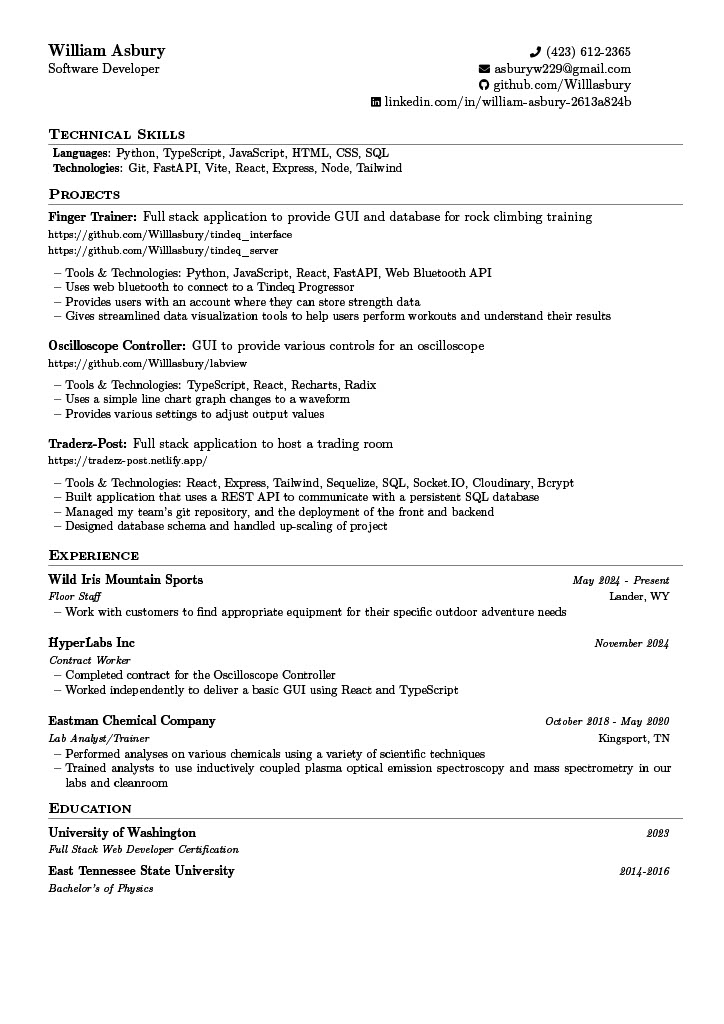 William Asbury
Software Developer
(423) 612-2365
asburyw229@gmail.com
github.com/Willlasbury
linkedin.com/in/william-asbury-2613a824b
Technical Skills
Languages: Python, TypeScript, JavaScript, HTML, CSS, SQL
Technologies: Git, FastAPI, Vite, React, Express, Node, Tailwind
Projects
Finger Trainer: Full stack application to provide GUI and database for rock climbing training
https://github.com/Willlasbury/tindeq_interface
https://github.com/Willlasbury/tindeq_server
– Tools & Technologies: Python, JavaScript, React, FastAPI, Web Bluetooth API
– Uses web bluetooth to connect to a Tindeq Progressor
– Provides users with an account where they can store strength data
– Gives streamlined data visualization tools to help users perform workouts and understand their results
Oscilloscope Controller: GUI to provide various controls for an oscilloscope
https://github.com/Willlasbury/labview
– Tools & Technologies: TypeScript, React, Recharts, Radix
– Uses a simple line chart graph changes to a waveform
– Provides various settings to adjust output values
Traderz-Post: Full stack application to host a trading room
https://traderz-post.netlify.app/
– Tools & Technologies: React, Express, Tailwind, Sequelize, SQL, Socket.IO, Cloudinary, Bcrypt
– Built application that uses a REST API to communicate with a persistent SQL database
– Managed my team's git repository, and the deployment of the front and backend
– Designed database schema and handled up-scaling of project
Experience
Wild Iris Mountain Sports May 2024 - Present
Floor Staff Lander, WY
– Work with customers to find appropriate equipment for their specific outdoor adventure needs
HyperLabs Inc November 2024
Contract Worker
– Completed contract for the Oscilloscope Controller
– Worked independently to deliver a basic GUI using React and TypeScript
Eastman Chemical Company October 2018 - May 2020
Lab Analyst/Trainer Kingsport, TN
– Performed analyses on various chemicals using a variety of scientific techniques
– Trained analysts to use inductively coupled plasma optical emission spectroscopy and mass spectrometry in our
labs and cleanroom
Education
University of Washington 2023
Full Stack Web Developer Certification
East Tennessee State University 2014-2016
Bachelor's of Physics